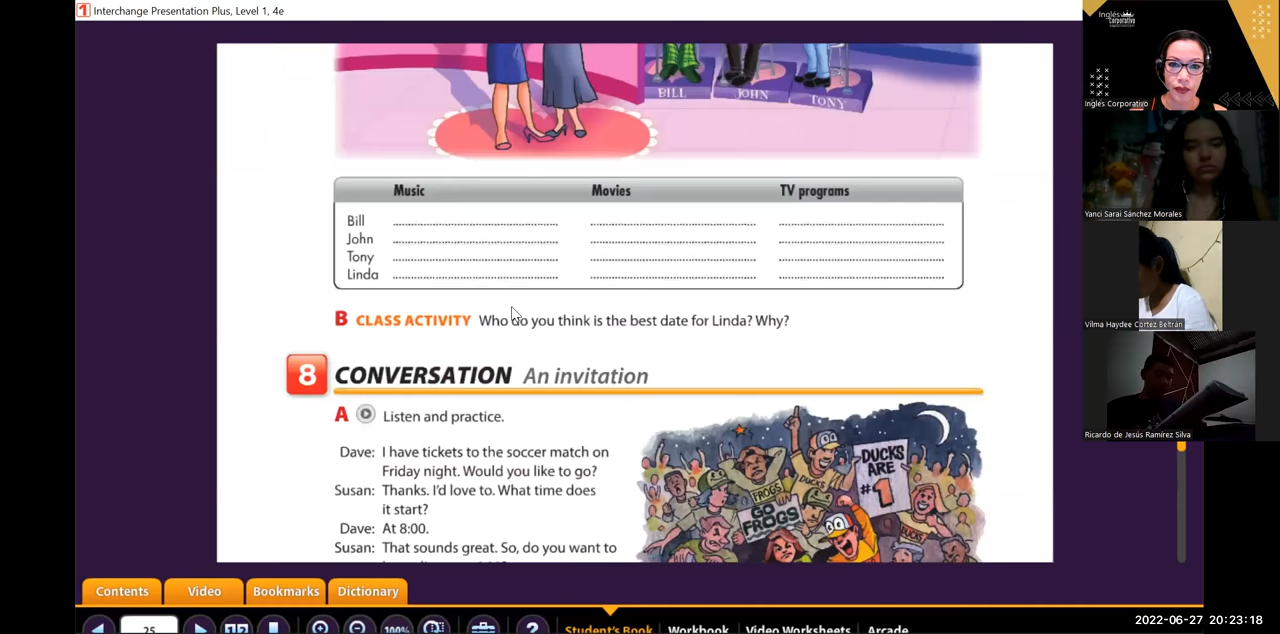 Interchange Presentation Plus, Level 1, 4e
BILL
JOHN
TONY
Music Movies TV programs
Bill
John
Tony
Linda
B CLASS ACTIVITY Who do you think is the best date for Linda? Why?
8 CONVERSATION An invitation
A Listen and practice.
Dave: I have tickets to the soccer match on
Friday night. Would you like to go?
Susan: Thanks. I'd love to. What time does
it start?
Dave: At 8:00.
Susan: That sounds great. So, do you want to
DUCKS
ARE
#1
DUCKS
FROGS
GO
FROGS
Contents Video Bookmarks Dictionary
25
100%
?
Student's Book Workbook Video Worksheets Arcade
Inglés
Corporativo
Inglés Corporativo
Yanci Sarai Sánchez Morales
Vilma Haydee Cortez Beltrán
Ricardo de Jesus Ramírez Silva
2022-06-27 20:23:18